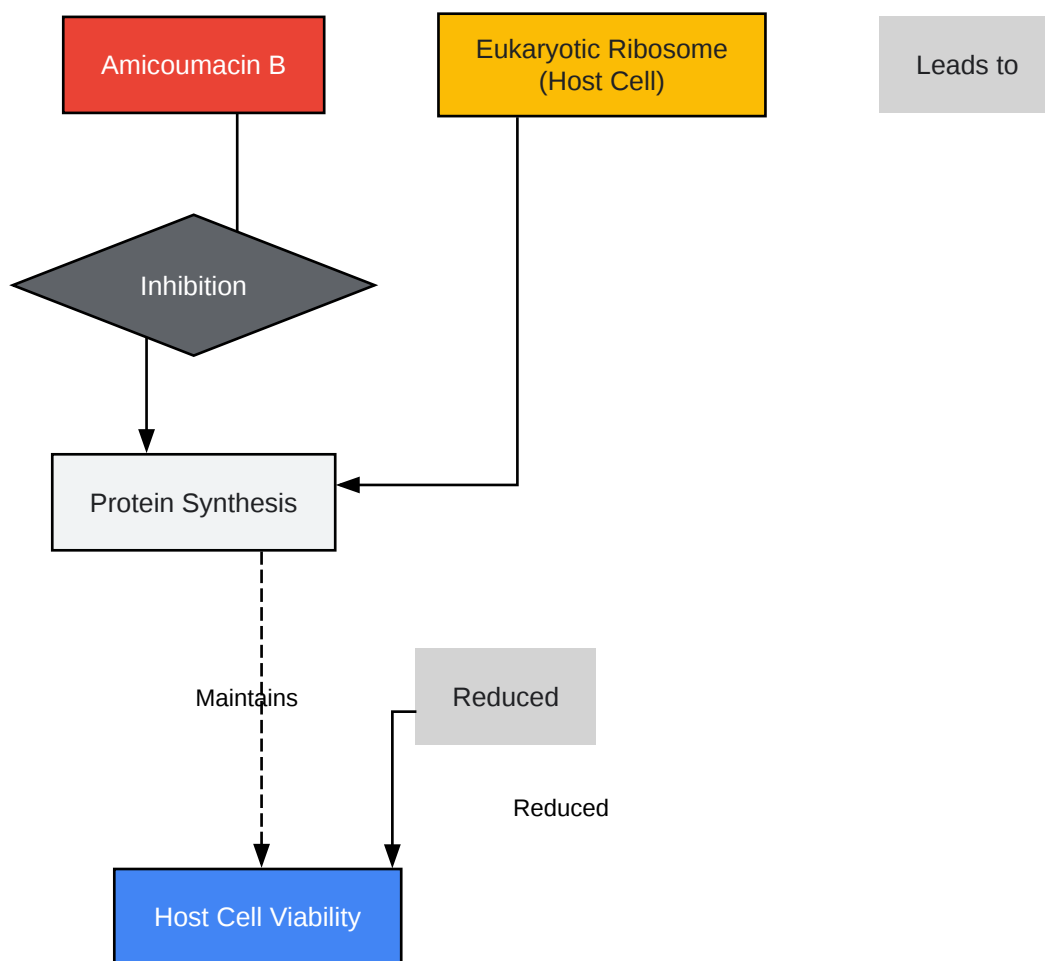 Amicoumacin B
Eukaryotic Ribosome
(Host Cell)
Leads to
Inhibition
Protein Synthesis
Maintains
Reduced
Reduced
Host Cell Viability